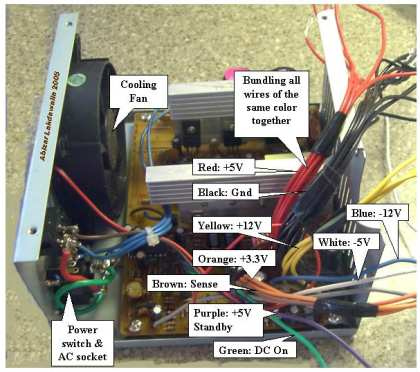 Abizar Lakdawalla 2005
Cooling
Fan
Bundling all
wires of the
same color
together
Red: +5V
Black: Gnd
Yellow: +12V
Blue: -12V
White: -5V
Orange: +3.3V
Brown: Sense
Purple: +5V
Standby
Green: DC On
Power
switch &
AC socket